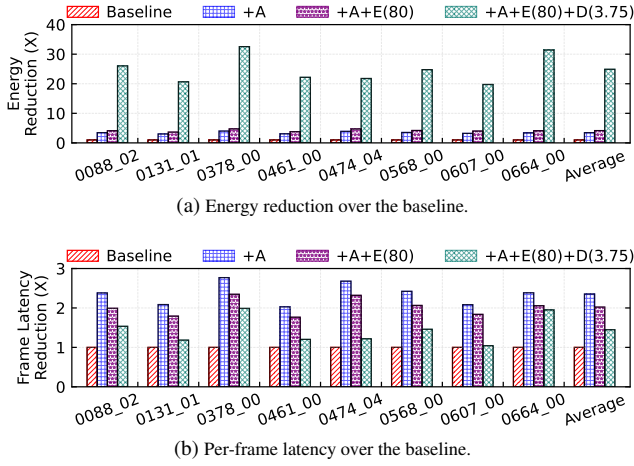 Baseline +A +A+E(80) +A+E(80)+D(3.75)
Energy
Reduction (X)
40
30
20
10
0
0088_02 0131_01 0378_00 0461_00 0474_04 0568_00 0607_00 0664_00 Average
(a) Energy reduction over the baseline.
Baseline +A +A+E(80) +A+E(80)+D(3.75)
Frame Latency
Reduction (X)
3
2
1
0
0088_02 0131_01 0378_00 0461_00 0474_04 0568_00 0607_00 0664_00 Average
(b) Per-frame latency over the baseline.